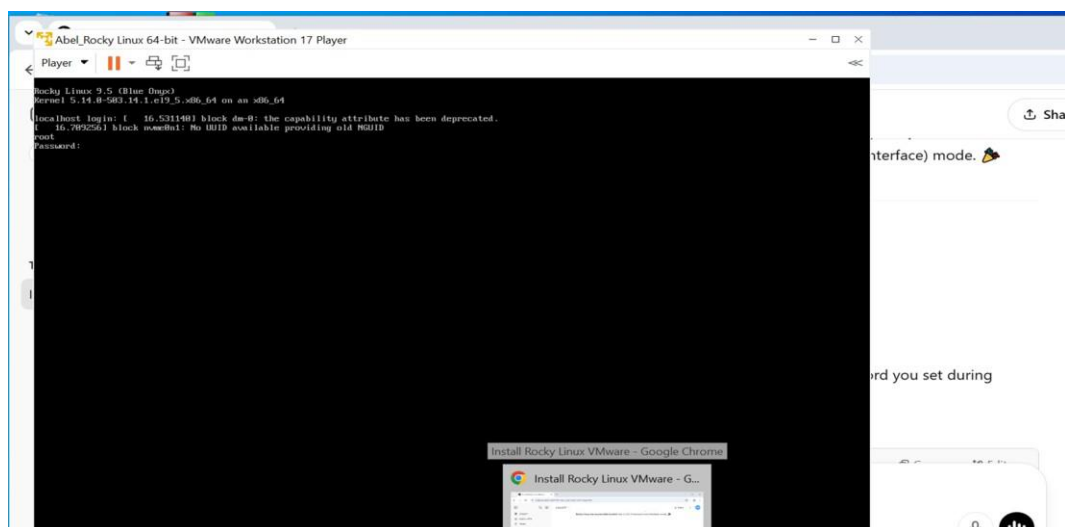 Abel_Rocky Linux 64-bit - VMware Workstation 17 Player
Player
Rocky Linux 9.5 (Blue Onyx)
Kernel 5.14.0-503.14.1.el9_5.x86_64 on an x86_64
localhost login: [   16.531140] block dm-0: the capability attribute has been deprecated.
[   16.709256] block nvme0n1: No UUID available providing old NGUID
root
Password:
Sha
nterface) mode.
rd you set during
Install Rocky Linux VMware - Google Chrome
Install Rocky Linux VMware - G...